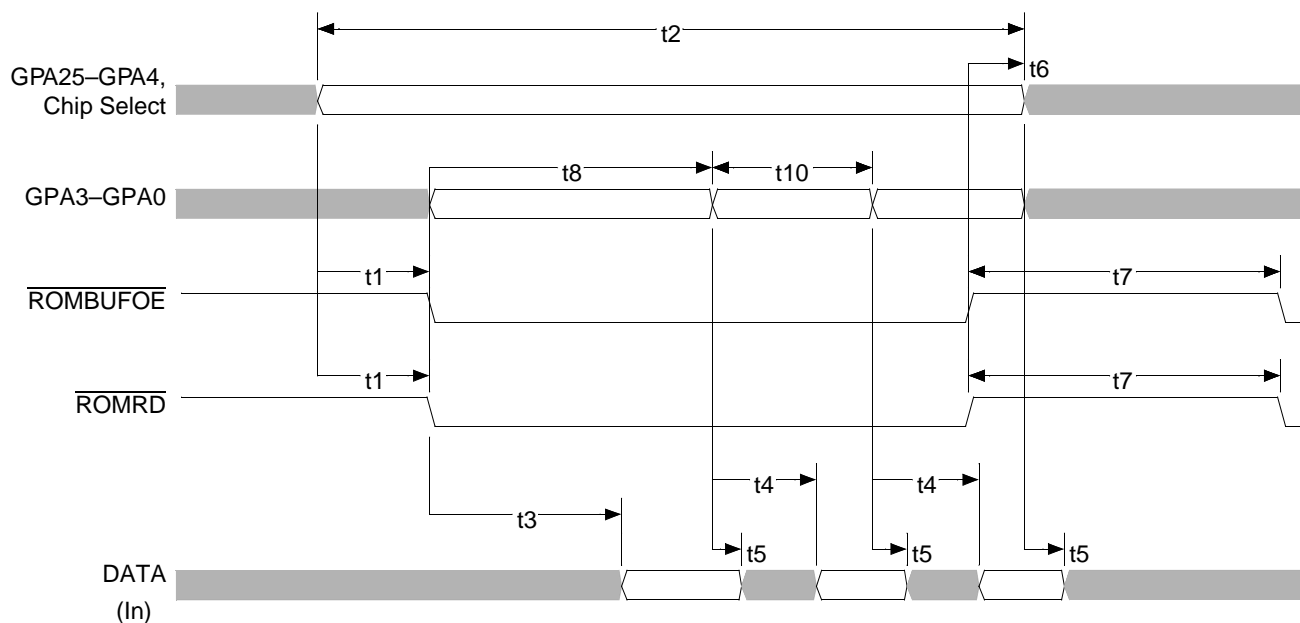 t2
GPA25–GPA4,
Chip Select
t6
t8
t10
GPA3–GPA0
t1
t7
ROMBUFOE
t1
t7
ROMRD
t4
t4
t3
t5
t5
t5
DATA
(In)